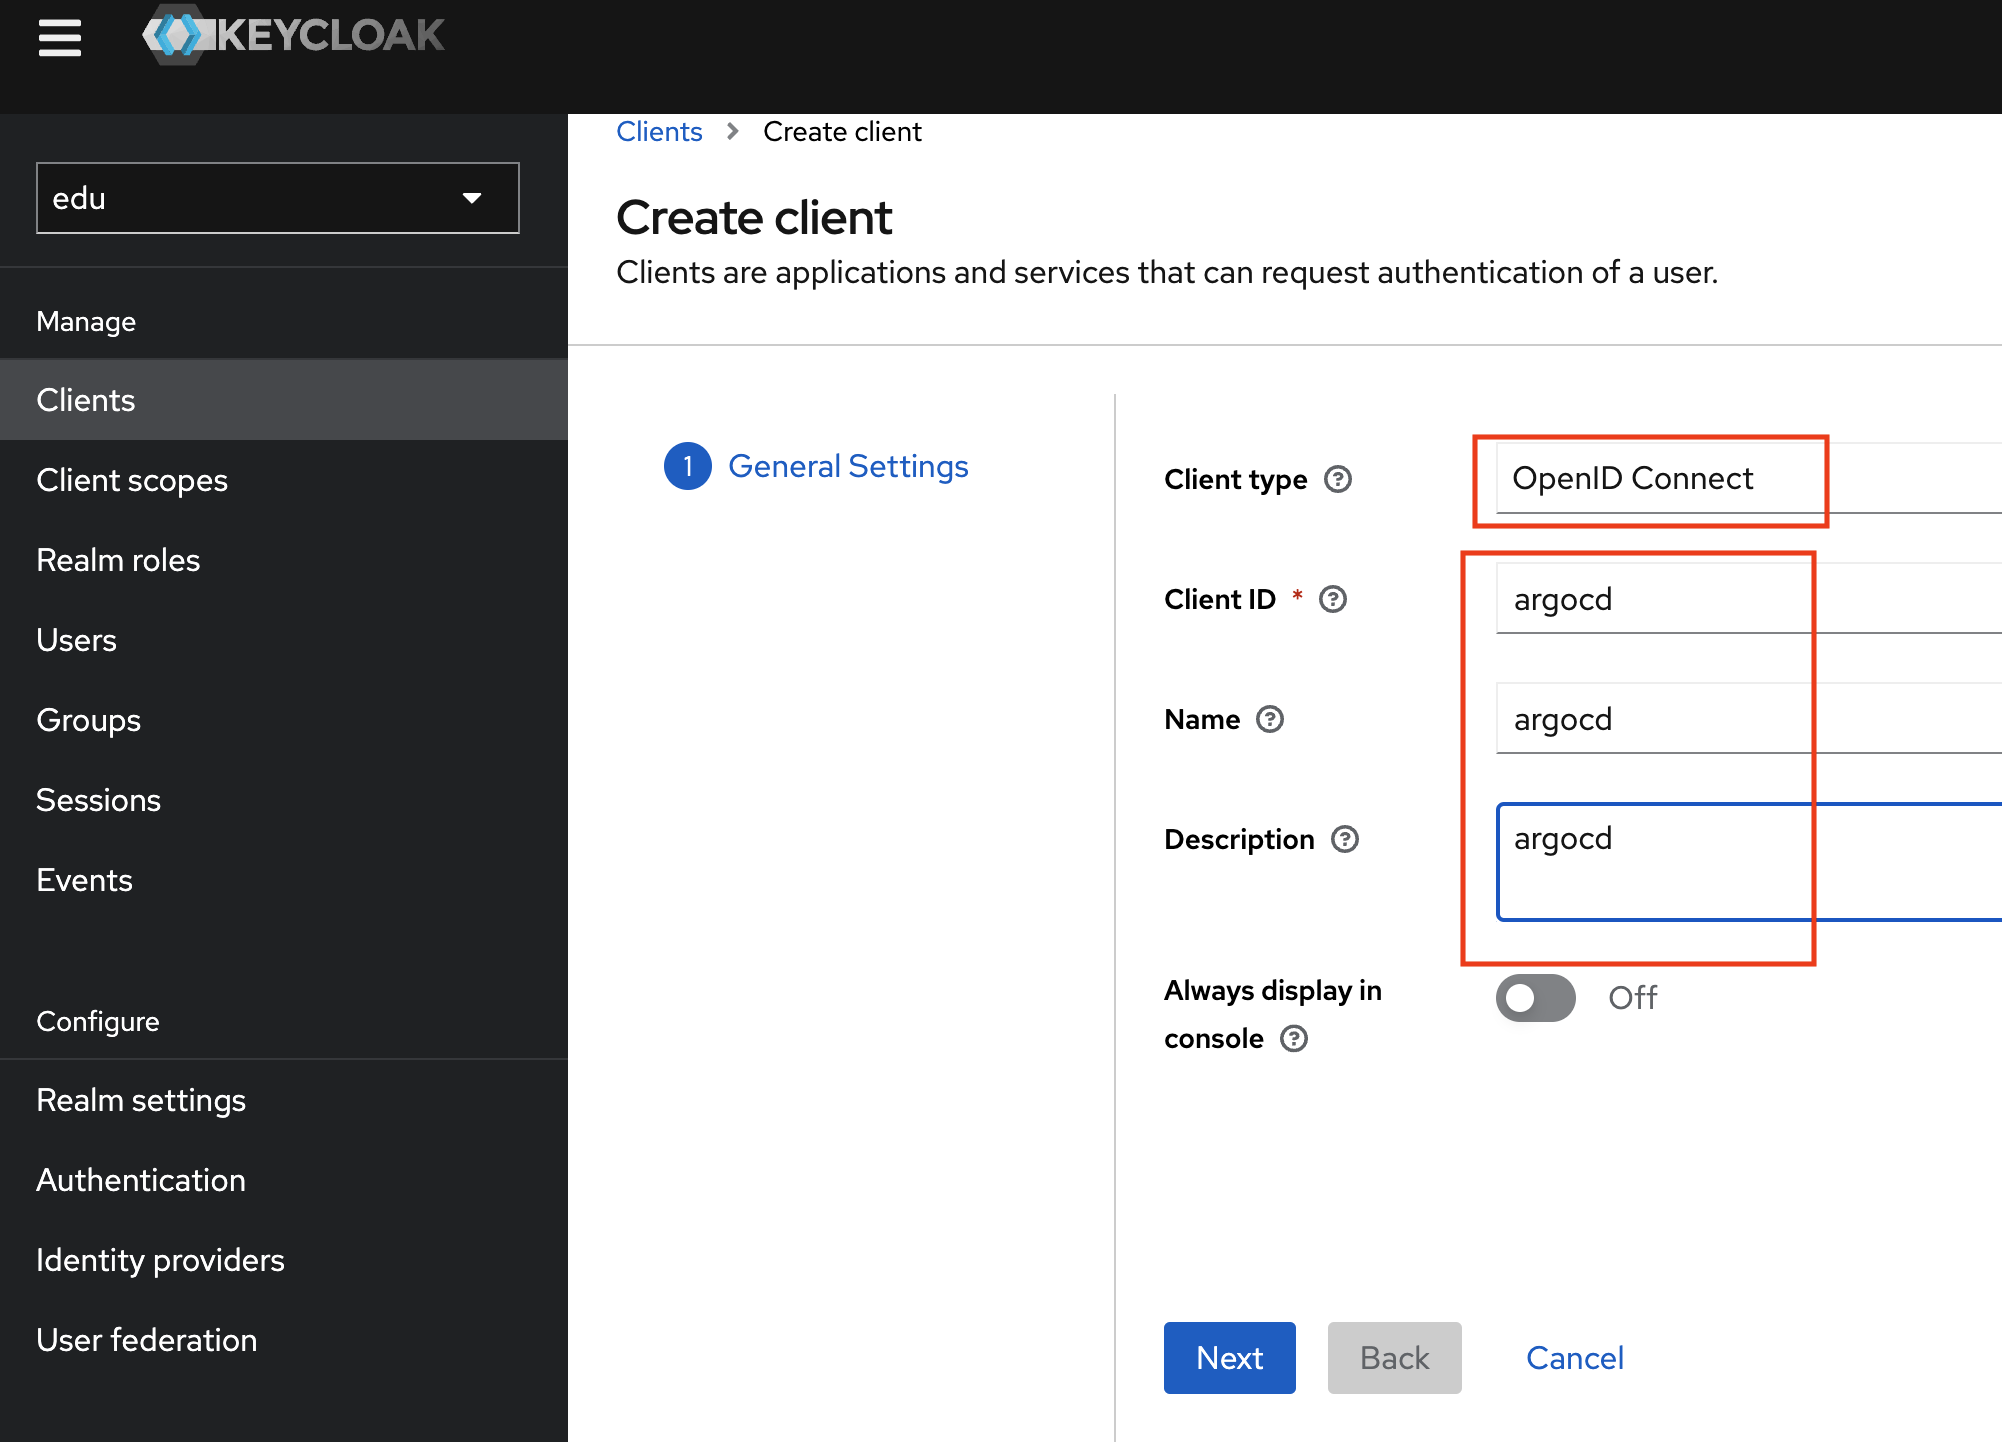 KEYCLOAK
edu
Manage
Clients
Client scopes
Realm roles
Users
Groups
Sessions
Events
Configure
Realm settings
Authentication
Identity providers
User federation
Clients > Create client
Create client
Clients are applications and services that can request authentication of a user.
1 General Settings
Client type ? OpenID Connect
Client ID * ? argocd
Name ? argocd
Description ? argocd
Always display in
console ? Off
Next Back Cancel